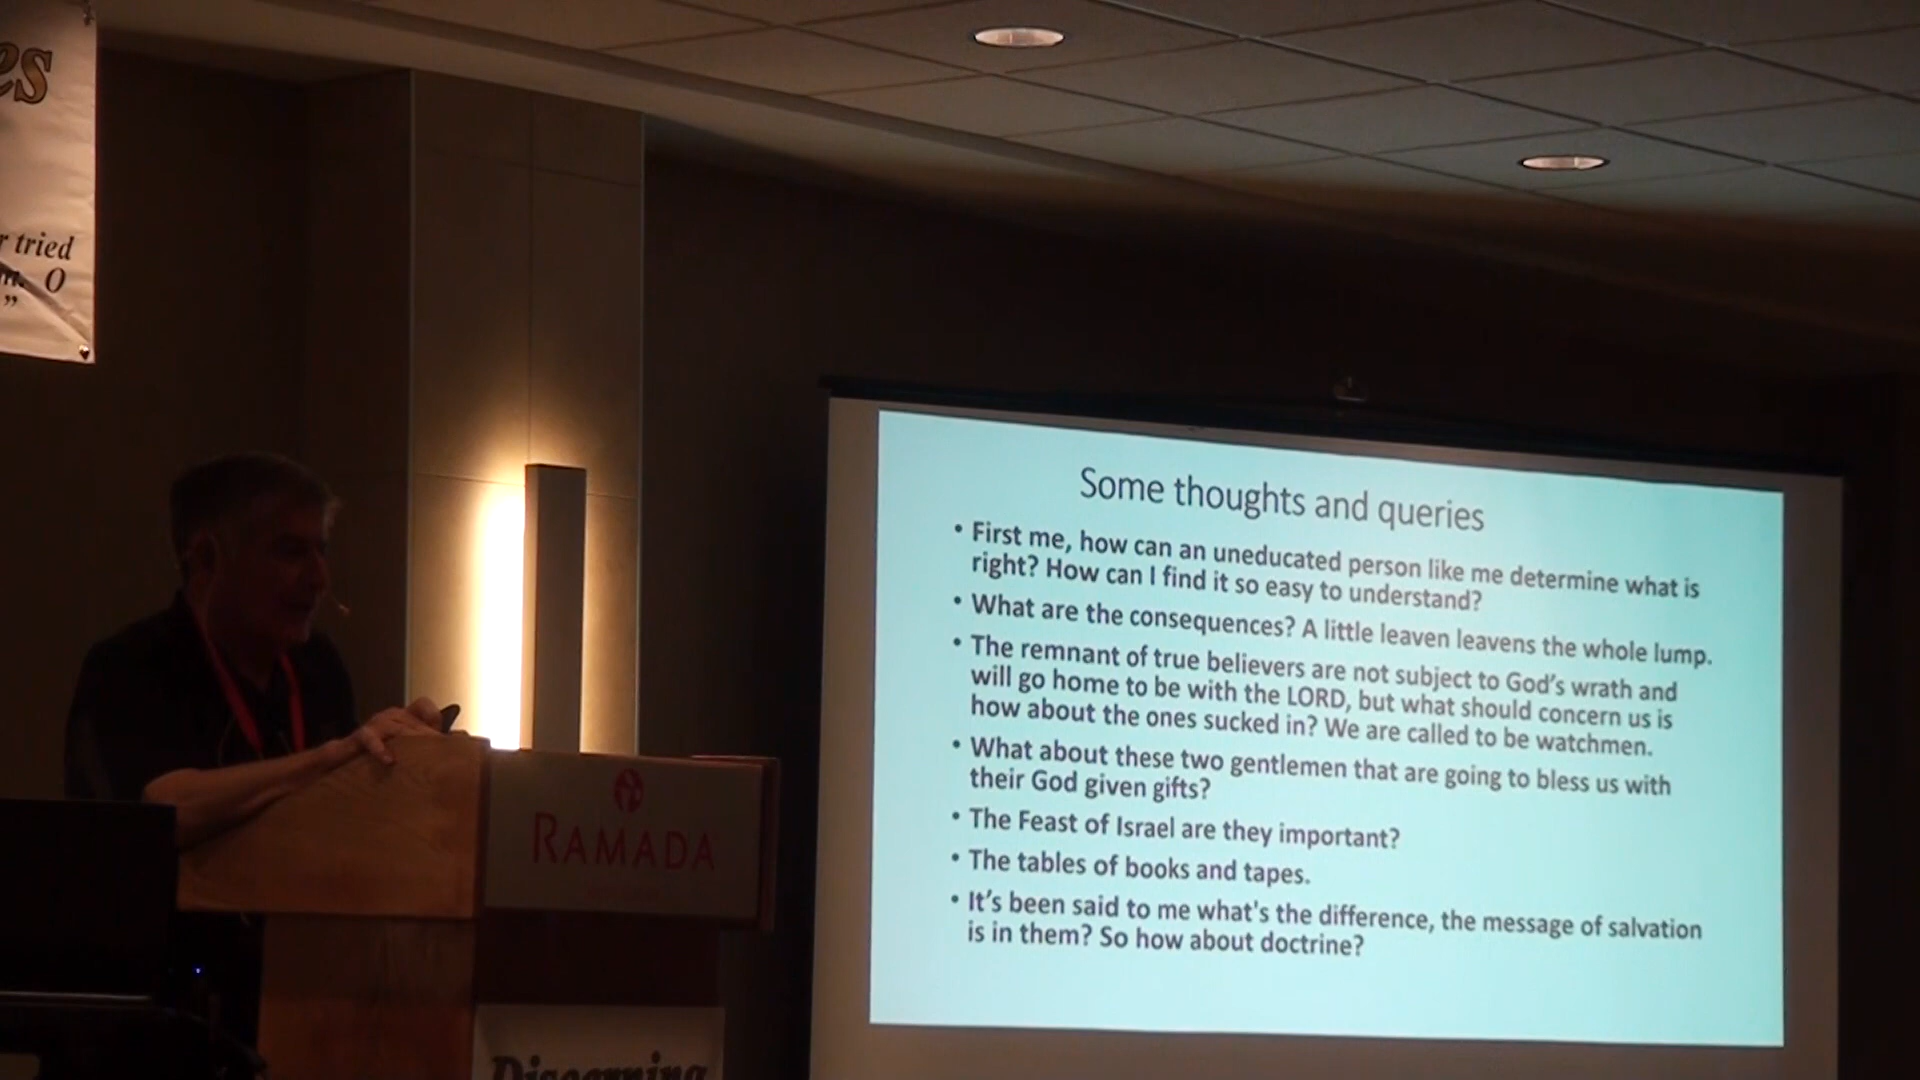 es
r tried
O
”
RAMADA
Discerning
Some thoughts and queries
• First me, how can an uneducated person like me determine what is
right? How can I find it so easy to understand?
• What are the consequences? A little leaven leavens the whole lump.
• The remnant of true believers are not subject to God’s wrath and
will go home to be with the LORD, but what should concern us is
how about the ones sucked in? We are called to be watchmen.
• What about these two gentlemen that are going to bless us with
their God given gifts?
• The Feast of Israel are they important?
• The tables of books and tapes.
• It’s been said to me what's the difference, the message of salvation
is in them? So how about doctrine?